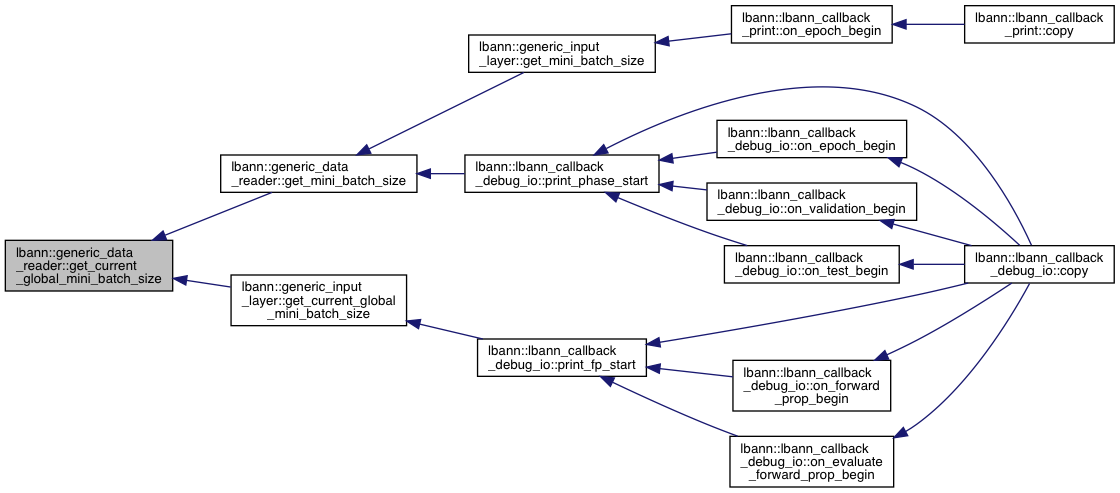 lbann::lbann_callback
_print::on_epoch_begin
lbann::lbann_callback
_print::copy
lbann::generic_input
_layer::get_mini_batch_size
lbann::generic_data
_reader::get_mini_batch_size
lbann::lbann_callback
_debug_io::print_phase_start
lbann::lbann_callback
_debug_io::on_epoch_begin
lbann::lbann_callback
_debug_io::on_validation_begin
lbann::lbann_callback
_debug_io::on_test_begin
lbann::lbann_callback
_debug_io::copy
lbann::generic_data
_reader::get_current
_global_mini_batch_size
lbann::generic_input
_layer::get_current_global
_mini_batch_size
lbann::lbann_callback
_debug_io::print_fp_start
lbann::lbann_callback
_debug_io::on_forward
_prop_begin
lbann::lbann_callback
_debug_io::on_evaluate
_forward_prop_begin